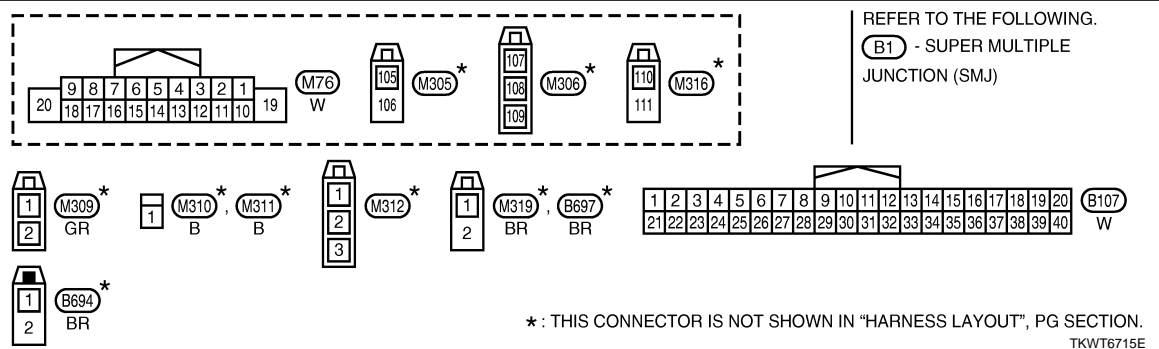 REFER TO THE FOLLOWING.
B1 - SUPER MULTIPLE
JUNCTION (SMJ)
9 8 7 6 5 4 3 2 1
20 19
18 17 16 15 14 13 12 11 10
M76
W
105
106
M305 *
107
108
109
M306 *
110
111
M316 *
1
2
M309 *
GR
1
M310 *, M311 *
B B
1
2
3
M312 *
1
2
M319 *, B697 *
BR BR
1 2 3 4 5 6 7 8 9 10 11 12 13 14 15 16 17 18 19 20
21 22 23 24 25 26 27 28 29 30 31 32 33 34 35 36 37 38 39 40
B107
W
1
2
B694 *
BR
* : THIS CONNECTOR IS NOT SHOWN IN “HARNESS LAYOUT”, PG SECTION.
TKWT6715E